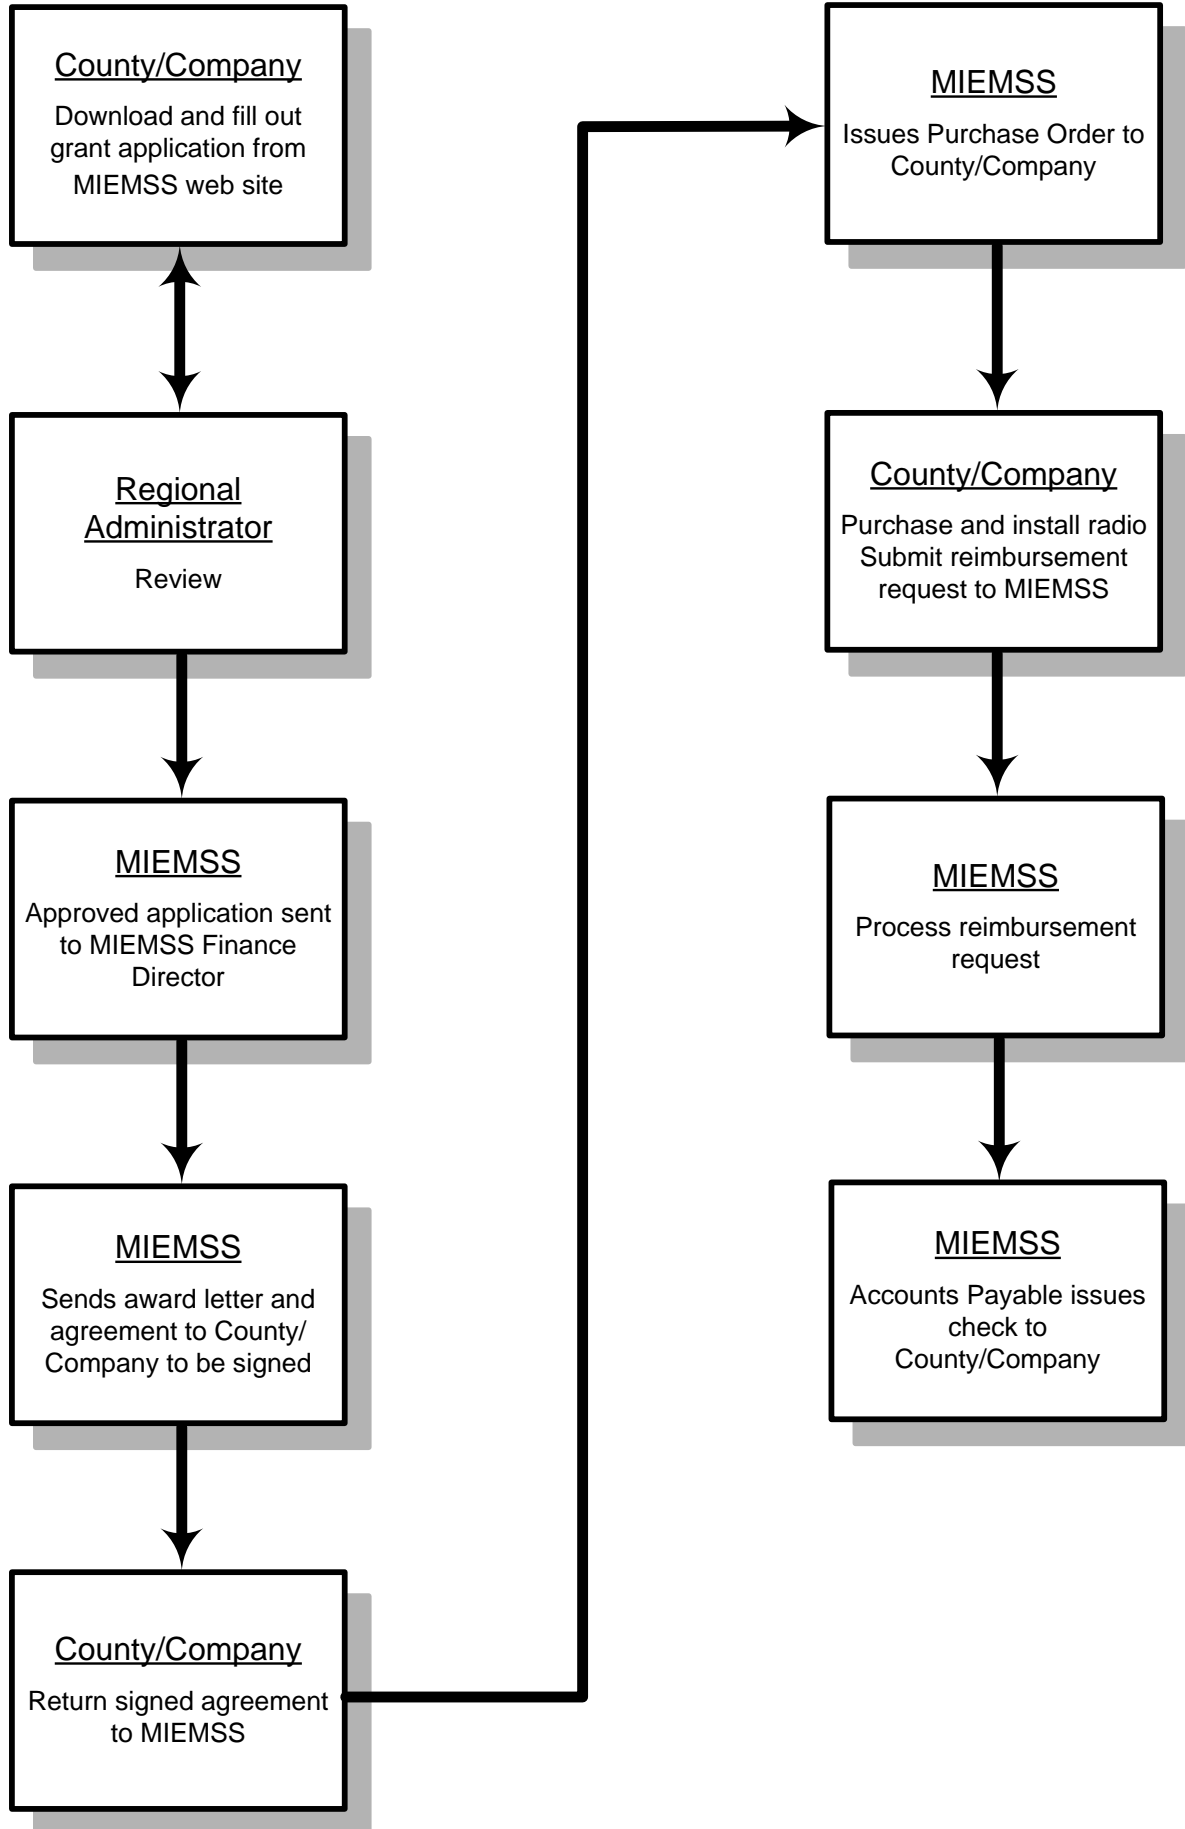 County/Company
Download and fill out
grant application from
MIEMSS web site
Regional
Administrator
Review
MIEMSS
Approved application sent
to MIEMSS Finance
Director
MIEMSS
Sends award letter and
agreement to County/
Company to be signed
County/Company
Return signed agreement
to MIEMSS
MIEMSS
Issues Purchase Order to
County/Company
County/Company
Purchase and install radio
Submit reimbursement
request to MIEMSS
MIEMSS
Process reimbursement
request
MIEMSS
Accounts Payable issues
check to
County/Company